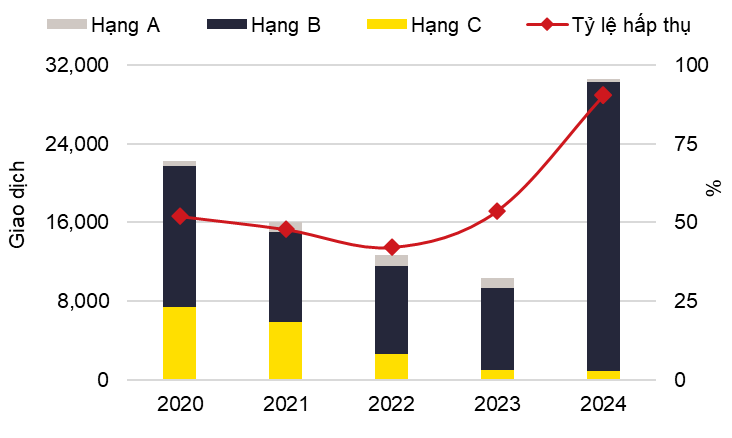 Hạng A Hạng B Hạng C Tỷ lệ hấp thụ
32,000 100
24,000 75
16,000 50
8,000 25
0 0
Giao dịch
%
2020 2021 2022 2023 2024